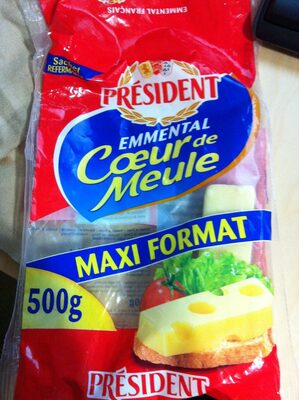 EMMENTAL FRANÇAIS
Sachet
REFERMABLE
PRÉSIDENT
EMMENTAL
Cœur de
Meule
MAXI FORMAT
500g
PRÉSIDENT